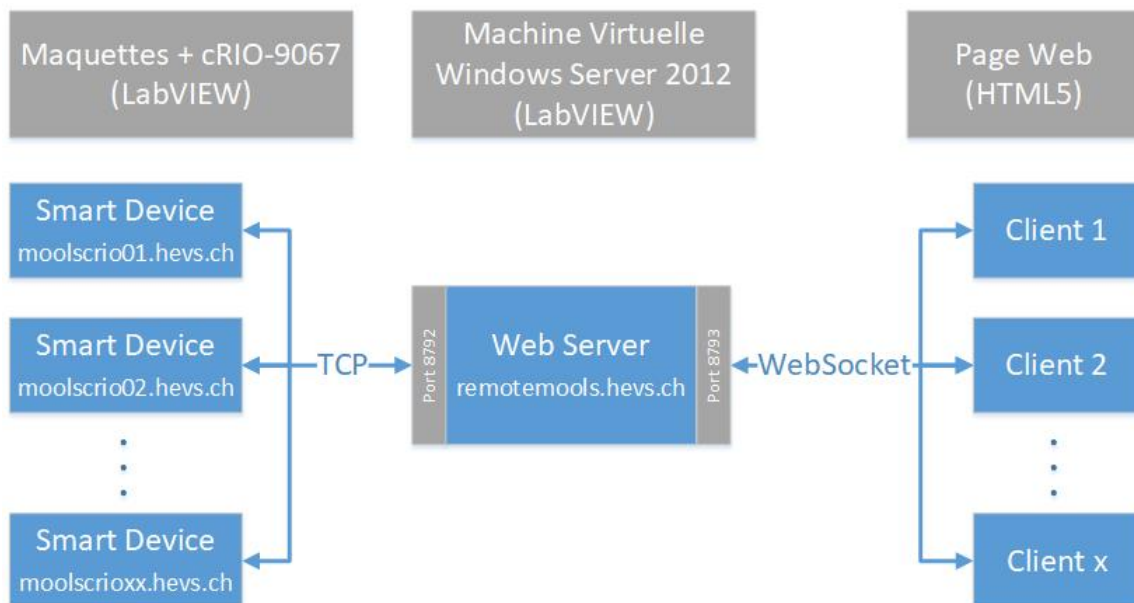 Maquettes + cRIO-9067
(LabVIEW)
Machine Virtuelle
Windows Server 2012
(LabVIEW)
Page Web
(HTML5)
Smart Device
moolscrio01.hevs.ch
Smart Device
moolscrio02.hevs.ch
Smart Device
moolscrioxx.hevs.ch
TCP
Port 8792
Web Server
remotemools.hevs.ch
Port 8793
WebSocket
Client 1
Client 2
Client x